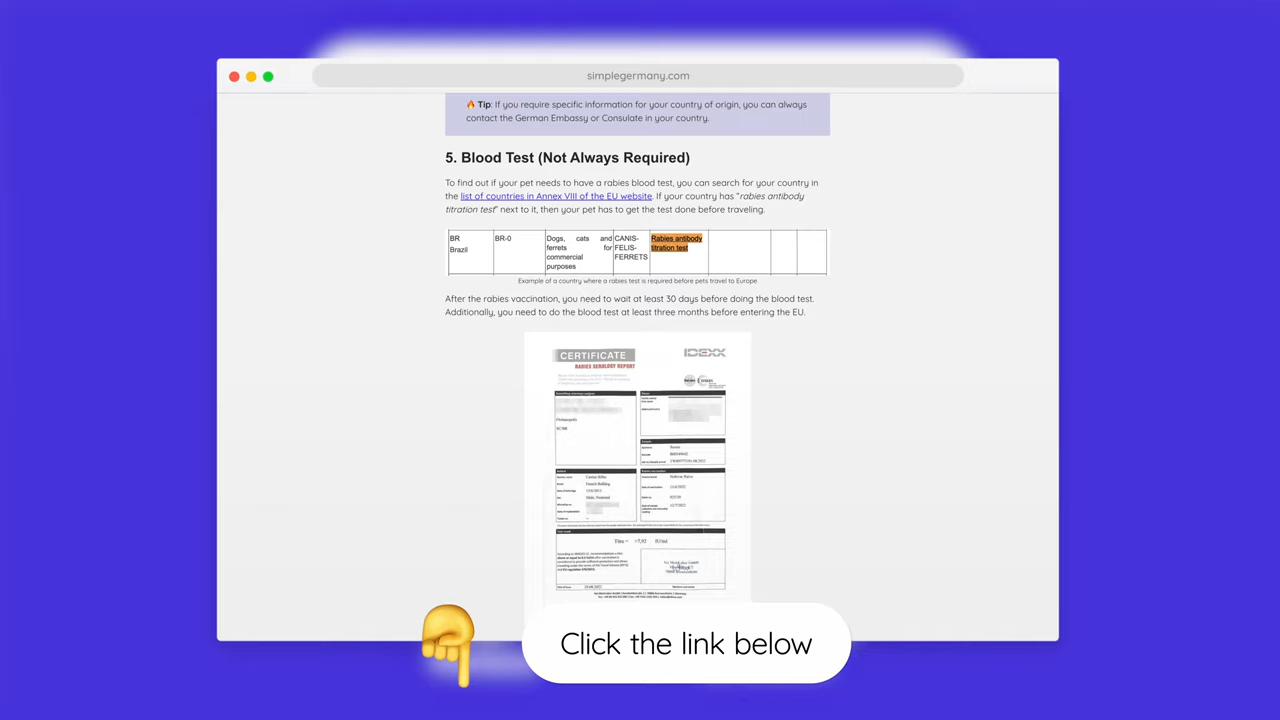 simplegermany.com
🔥 Tip: If you require specific information for your country of origin, you can always
contact the German Embassy or Consulate in your country.
5. Blood Test (Not Always Required)
To find out if your pet needs to have a rabies blood test, you can search for your country in
the list of countries in Annex VIII of the EU website. If your country has "rabies antibody
titration test" next to it, then your pet has to get the test done before traveling.
BR BR-0 Dogs, cats and CANIS- Rabies antibody
Brazil ferrets for FELIS- titration test
commercial FERRETS
purposes
Example of a country where a rabies test is required before pets travel to Europe
After the rabies vaccination, you need to wait at least 30 days before doing the blood test.
Additionally, you need to do the blood test at least three months before entering the EU.
CERTIFICATE IDEXX
RABIES SEROLOGY REPORT
Click the link below